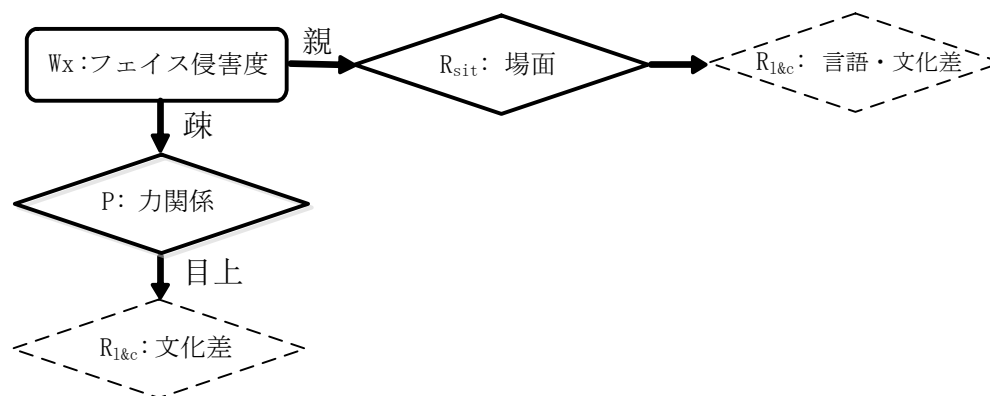 Wx:フェイス侵害度
親
Rsit: 場面
Rl&c: 言語・文化差
疎
P: 力関係
目上
Rl&c:文化差